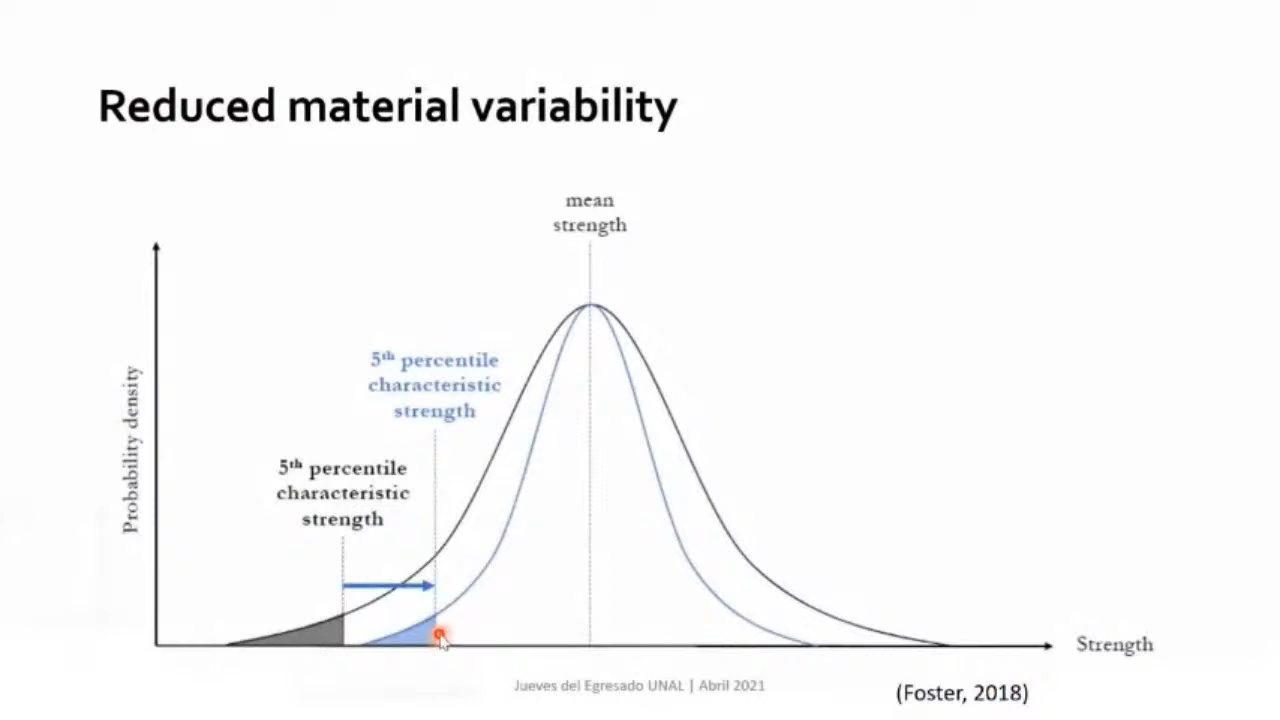 Reduced material variability
mean
strength
5th percentile
characteristic
strength
5th percentile
characteristic
strength
Probability density
Strength
Jueves del Egresado UNAL | Abril 2021
(Foster, 2018)